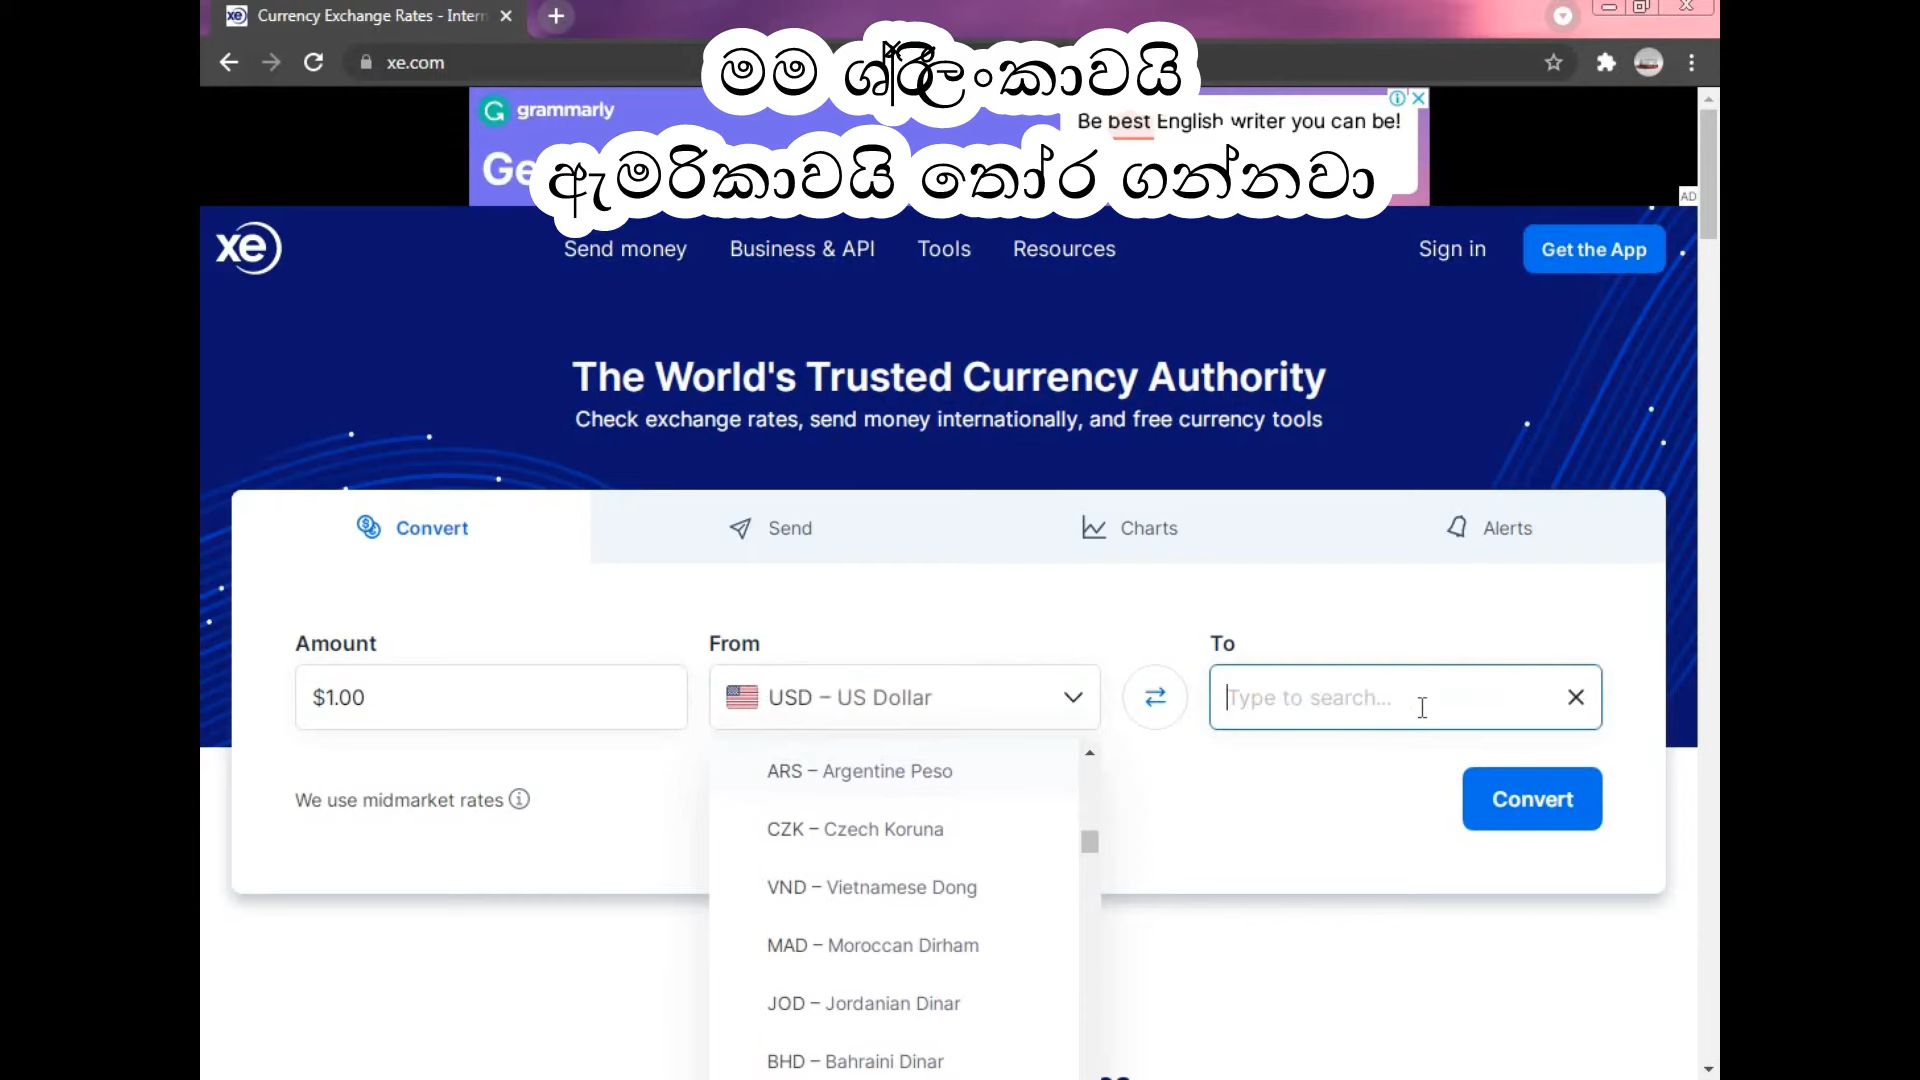 Currency Exchange Rates - Intern
xe.com
මම ශ්‍රීලංකාවයි
ඇමරිකාවයි තෝර ගන්නවා
grammarly
Be best English writer you can be!
Ge
AD
xe
Send money
Business & API
Tools
Resources
Sign in
Get the App
The World's Trusted Currency Authority
Check exchange rates, send money internationally, and free currency tools
Convert
Send
Charts
Alerts
Amount
From
To
$1.00
USD – US Dollar
Type to search...
ARS – Argentine Peso
We use midmarket rates
Convert
CZK – Czech Koruna
VND – Vietnamese Dong
MAD – Moroccan Dirham
JOD – Jordanian Dinar
BHD – Bahraini Dinar